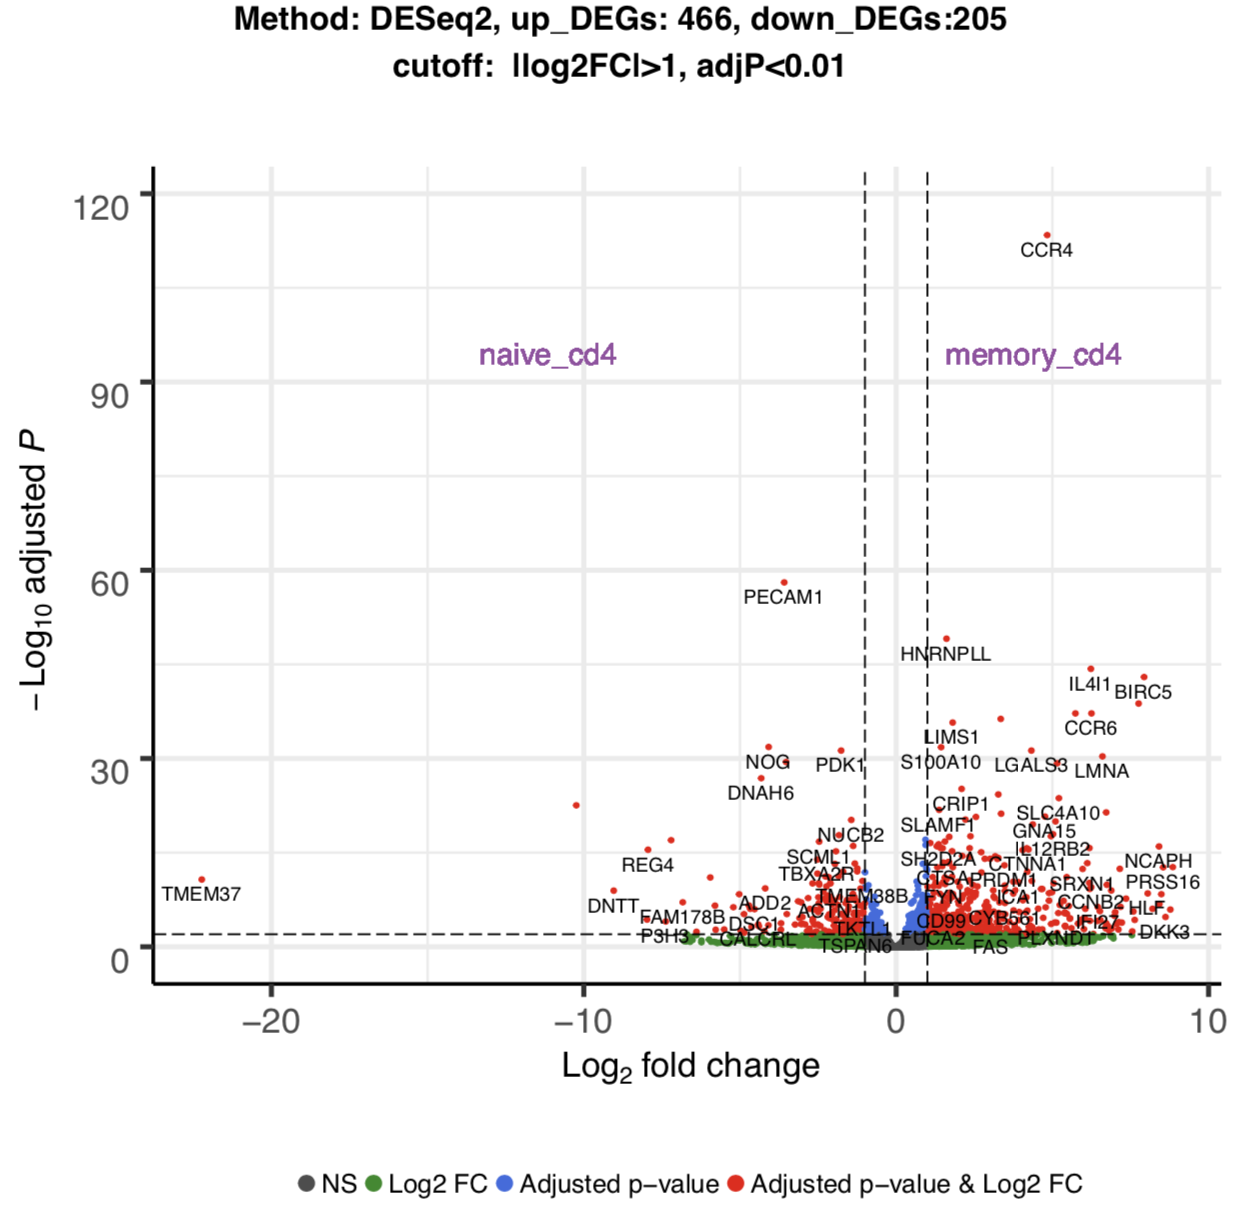 Method: DESeq2, up_DEGs: 466, down_DEGs:205
cutoff:  |log2FC|>1, adjP<0.01
120
CCR4
naive_cd4
memory_cd4
90
−Log10 adjusted P
60
PECAM1
HNRNPLL
IL4I1
BIRC5
CCR6
LIMS1
30
NOG
PDK1
S100A10
LGALS3
LMNA
DNAH6
CRIP1
SLC4A10
SLAMF1
GNA15
NUCB2
IL12RB2
SCML1
SH2D2A
CTNNA1
NCAPH
REG4
TBXA2R
CTSA
PRDM1
SRXN1
PRSS16
TMEM37
TMEM38B
FYN
ICA1
CCNB2
DNTT
ADD2
ACTN1
HLF
FAM178B
DSC1
CD99
CYB561
IFI27
TKTL1
P3H3
CALCRL
FUCA2
PLXND1
DKK3
TSPAN6
FAS
0
−20
−10
0
10
Log2 fold change
NS
Log2 FC
Adjusted p−value
Adjusted p−value & Log2 FC